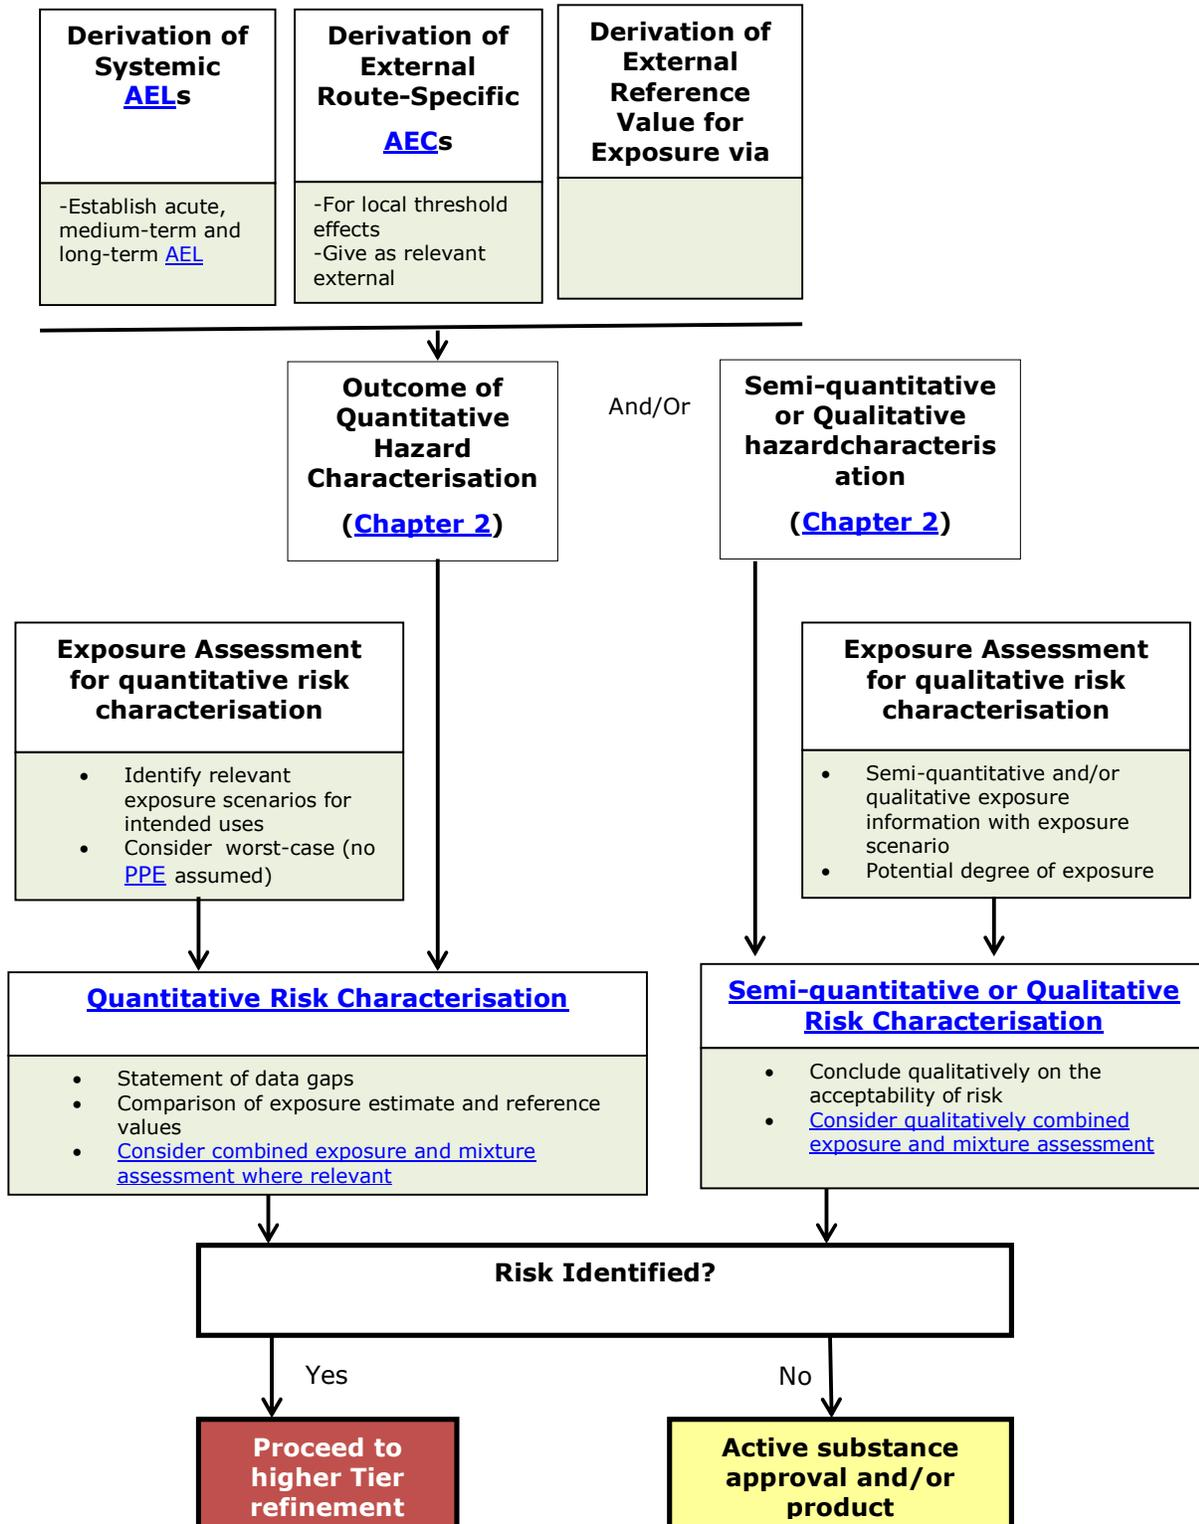 Derivation of
Systemic
AELs
-Establish acute,
medium-term and
long-term AEL
Derivation of
External
Route-Specific
AECs
-For local threshold
effects
-Give as relevant
external
Derivation of
External
Reference
Value for
Exposure via
Outcome of
Quantitative
Hazard
Characterisation
(Chapter 2)
And/Or
Semi-quantitative
or Qualitative
hazardcharacteris
ation
(Chapter 2)
Exposure Assessment
for quantitative risk
characterisation
• Identify relevant
exposure scenarios for
intended uses
• Consider worst-case (no
PPE assumed)
Exposure Assessment
for qualitative risk
characterisation
• Semi-quantitative and/or
qualitative exposure
information with exposure
scenario
• Potential degree of exposure
Quantitative Risk Characterisation
• Statement of data gaps
• Comparison of exposure estimate and reference
values
• Consider combined exposure and mixture
assessment where relevant
Semi-quantitative or Qualitative
Risk Characterisation
• Conclude qualitatively on the
acceptability of risk
• Consider qualitatively combined
exposure and mixture assessment
Risk Identified?
Yes
No
Proceed to
higher Tier
refinement
Active substance
approval and/or
product